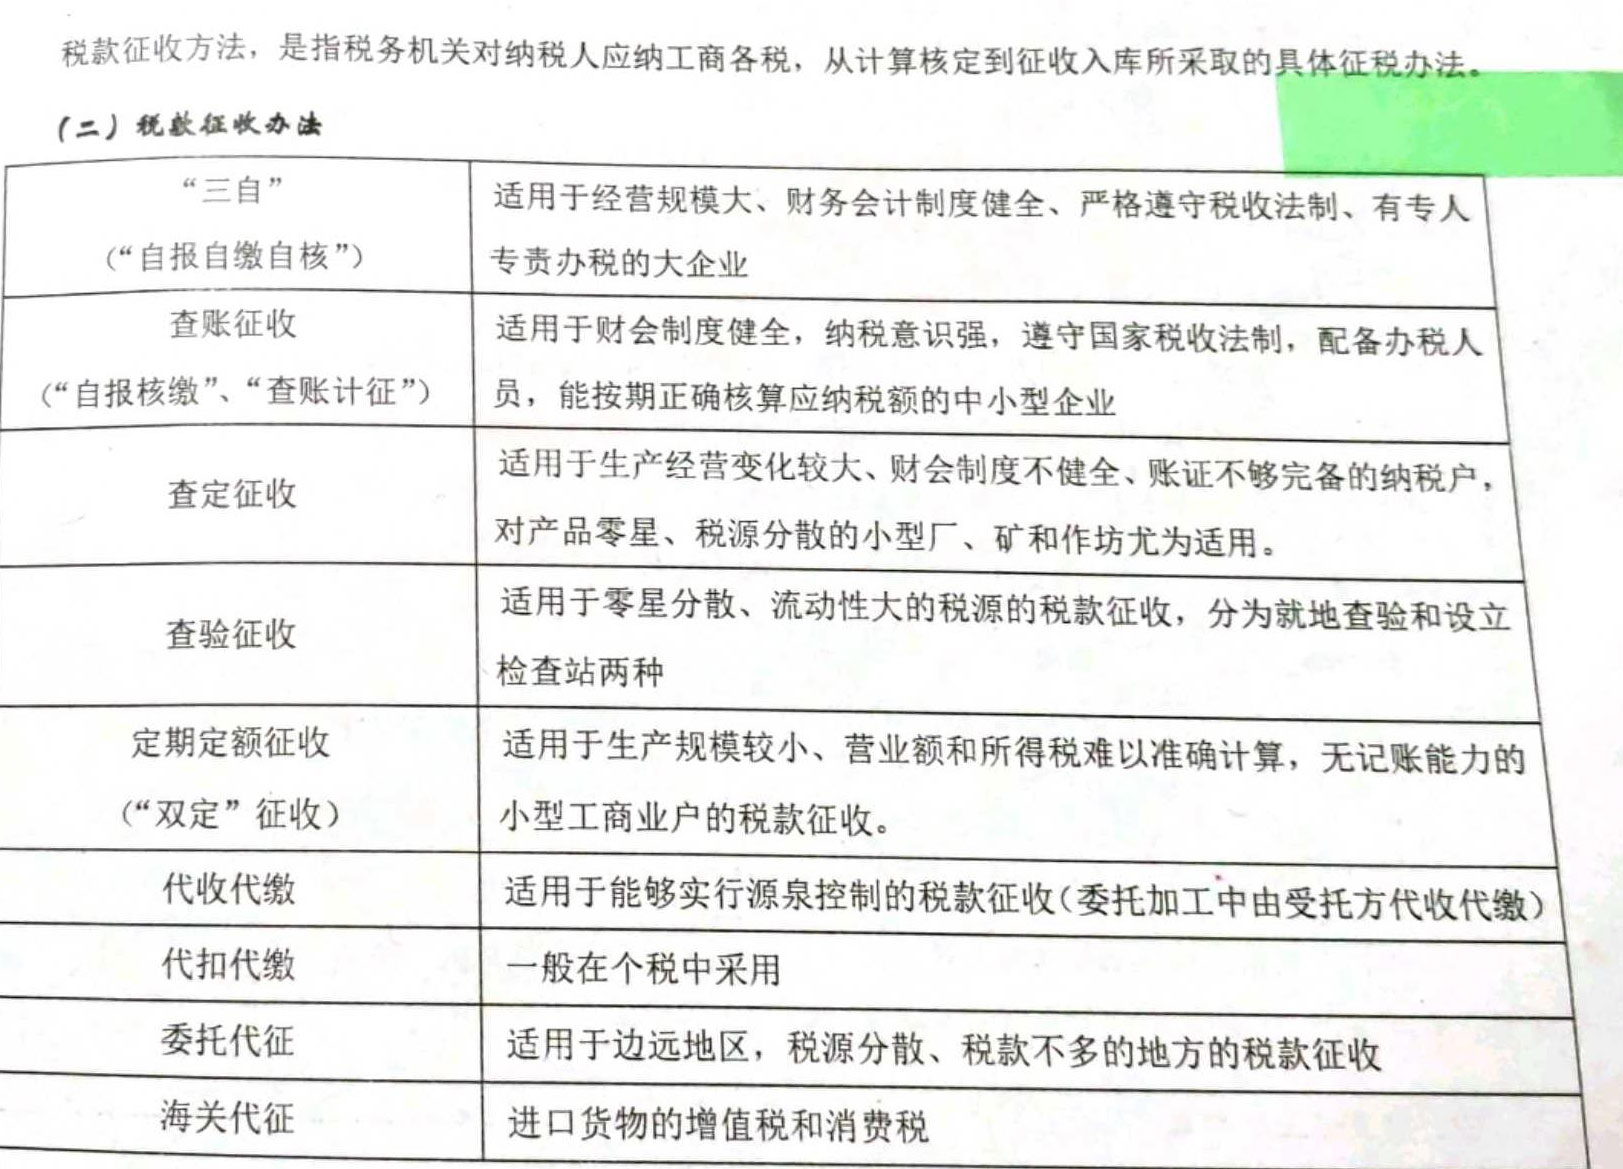 税款征收方法，是指税务机关对纳税人应纳工商各税，从计算核定到征收入库所采取的具体征税办法。
（二）税款征收办法
“三自”
（“自报自缴自核”）
适用于经营规模大、财务会计制度健全、严格遵守税收法制、有专人
专责办税的大企业
查账征收
（“自报核缴”、“查账计征”）
适用于财会制度健全，纳税意识强，遵守国家税收法制，配备办税人
员，能按期正确核算应纳税额的中小型企业
查定征收
适用于生产经营变化较大、财会制度不健全、账证不够完备的纳税户，
对产品零星、税源分散的小型厂、矿和作坊尤为适用。
查验征收
适用于零星分散、流动性大的税源的税款征收，分为就地查验和设立
检查站两种
定期定额征收
（“双定”征收）
适用于生产规模较小、营业额和所得税难以准确计算，无记账能力的
小型工商业户的税款征收。
代收代缴
适用于能够实行源泉控制的税款征收（委托加工中由受托方代收代缴）
代扣代缴
一般在个税中采用
委托代征
适用于边远地区，税源分散、税款不多的地方的税款征收
海关代征
进口货物的增值税和消费税